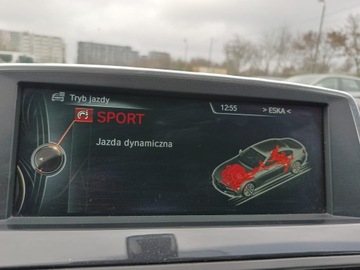 Tryb jazdy
12:55 > ESKA <
SPORT
Jazda dynamiczna